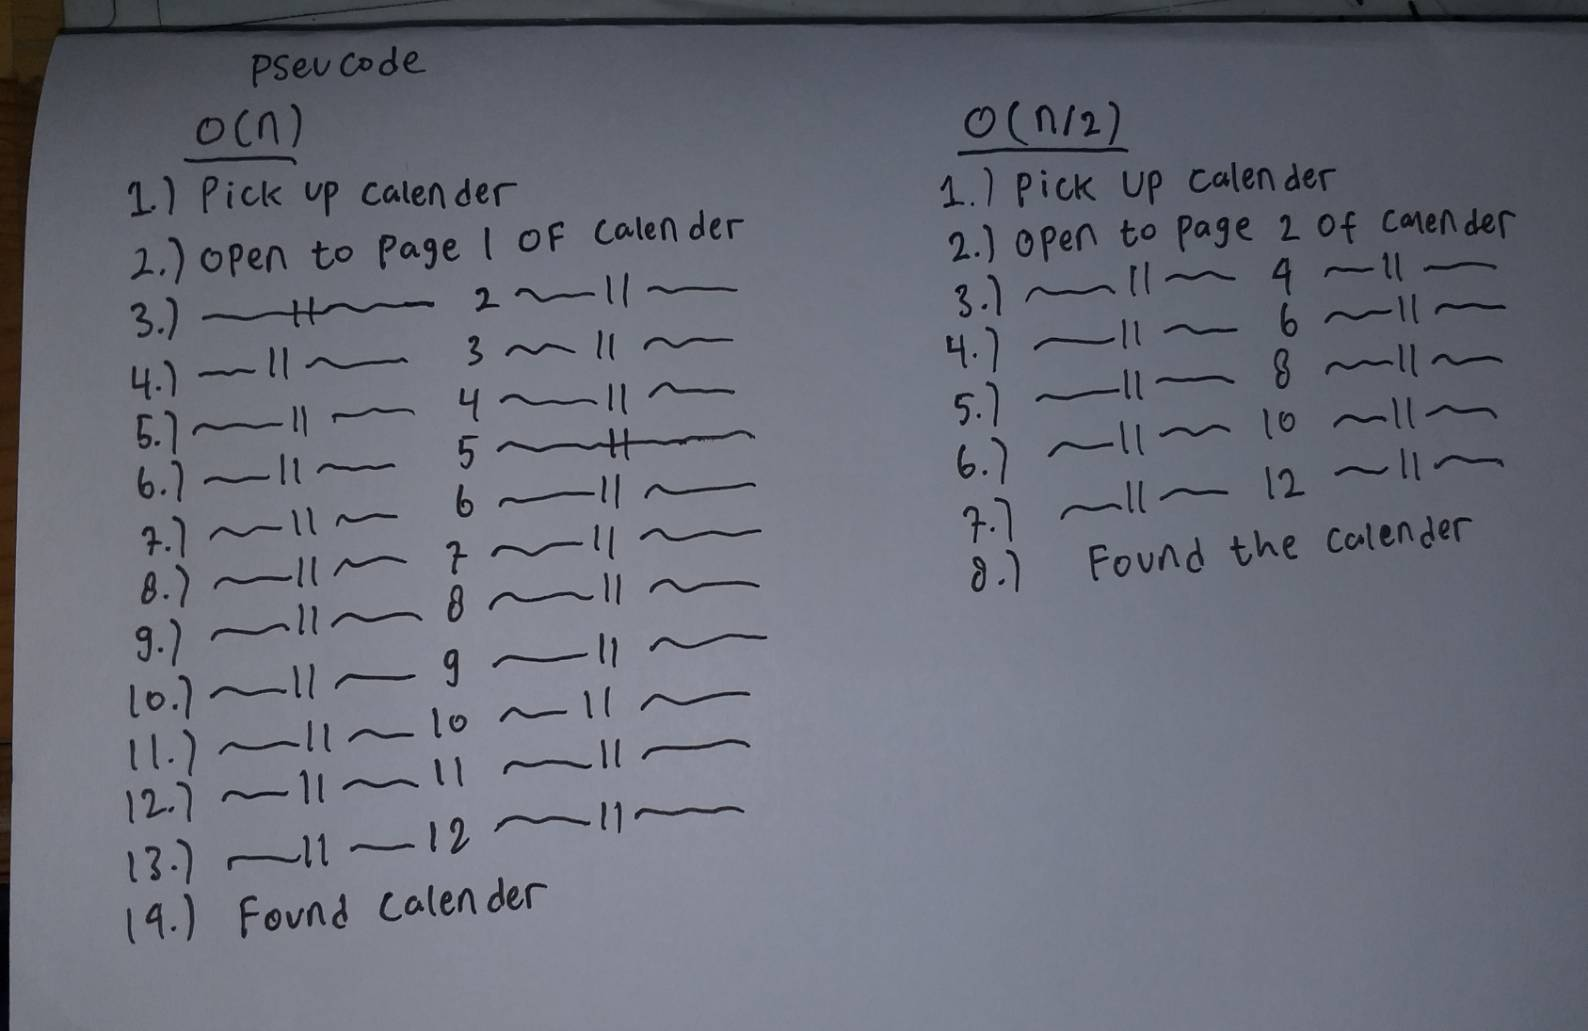 Pseucode
O(n)
1.) Pick up calender
2.) Open to Page 1 OF Calender
3.) —〃— 2 —〃—
4.) —〃— 3 —〃—
5.) —〃— 4 —〃—
6.) —〃— 5 —〃—
7.) —〃— 6 —〃—
8.) —〃— 7 —〃—
9.) —〃— 8 —〃—
10.) —〃— 9 —〃—
11.) —〃— 10 —〃—
12.) —〃— 11 —〃—
13.) —〃— 12 —〃—
14.) Found Calender
O(n/2)
1.) Pick up Calender
2.) Open to page 2 of calender
3.) —〃— 4 —〃—
4.) —〃— 6 —〃—
5.) —〃— 8 —〃—
6.) —〃— 10 —〃—
7.) —〃— 12 —〃—
8.) Found the calender